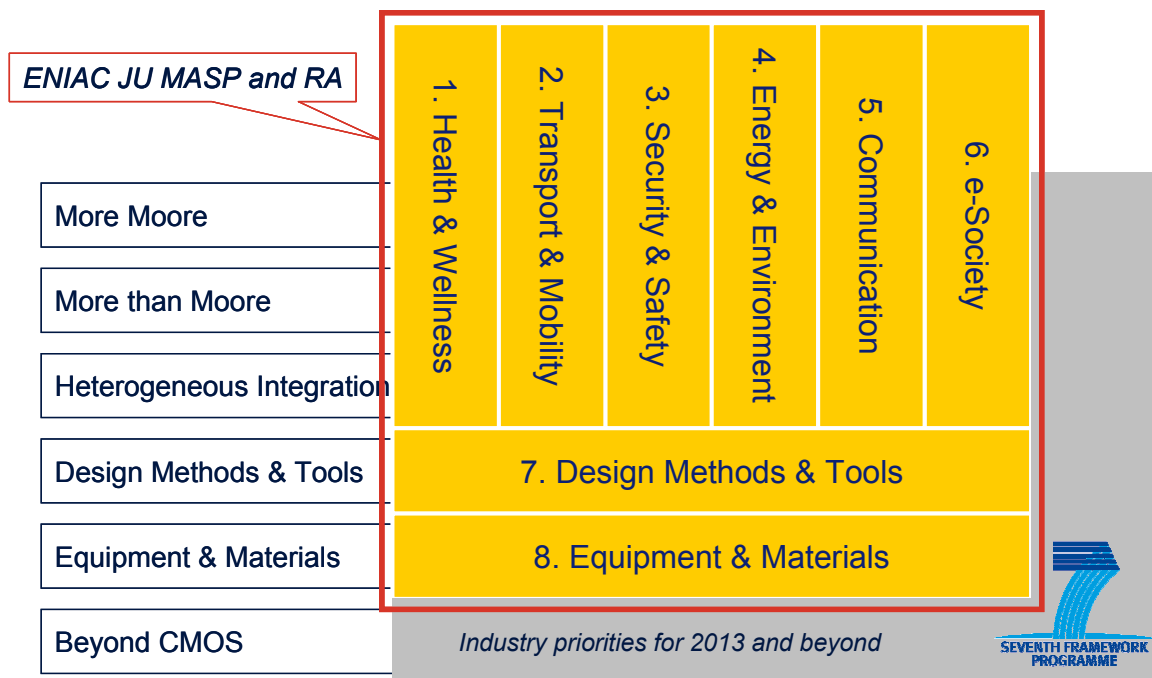 ENIAC JU MASP and RA
1. Health & Wellness
2. Transport & Mobility
3. Security & Safety
4. Energy & Environment
5. Communication
6. e-Society
More Moore
More than Moore
Heterogeneous Integration
Design Methods & Tools
7. Design Methods & Tools
Equipment & Materials
8. Equipment & Materials
Beyond CMOS
Industry priorities for 2013 and beyond
SEVENTH FRAMEWORK
PROGRAMME